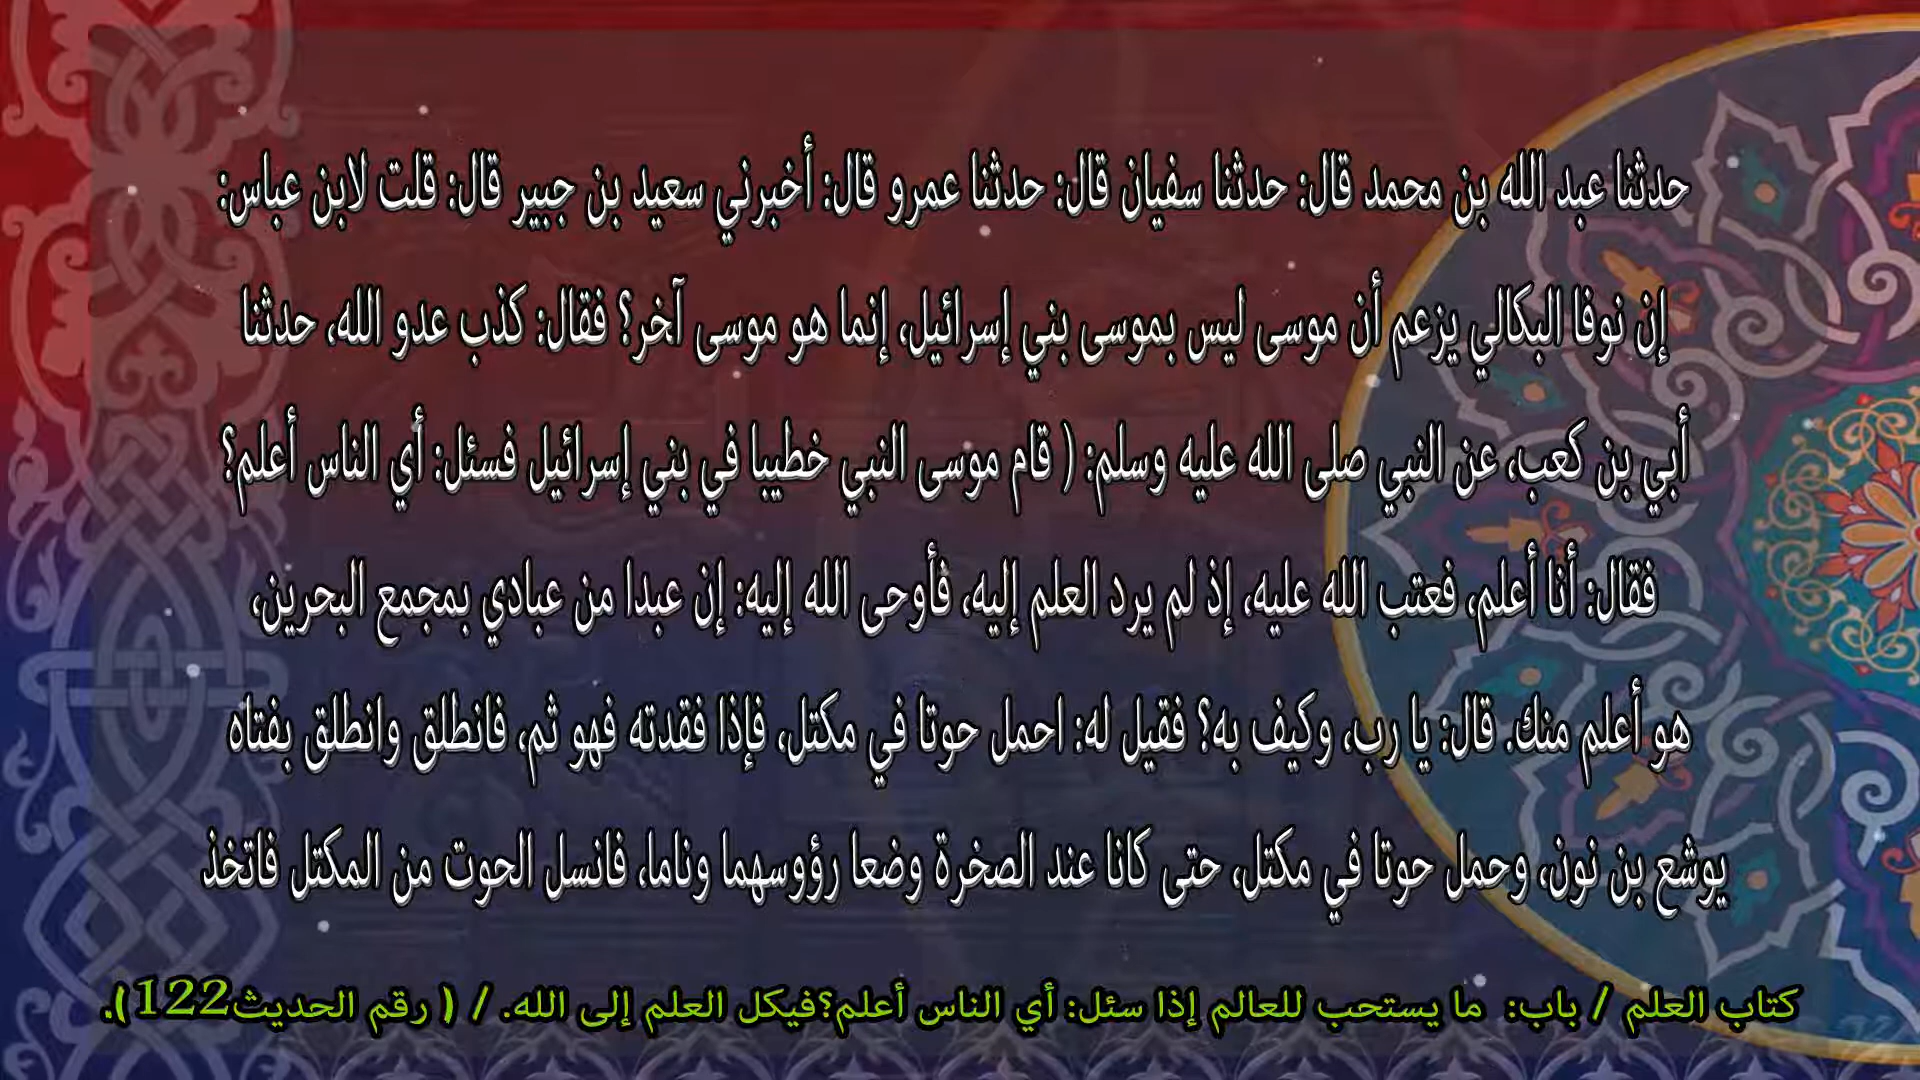 حدثنا عبد الله بن محمد قال: حدثنا سفيان قال: حدثنا عمرو قال: أخبرني سعيد بن جبير قال: قلت لابن عباس:
إن نوفا البكالي يزعم أن موسى ليس بموسى بني إسرائيل، إنما هو موسى آخر؟ فقال: كذب عدو الله، حدثنا
أبي بن كعب، عن النبي صلى الله عليه وسلم: ( قام موسى النبي خطيبا في بني إسرائيل فسئل: أي الناس أعلم؟
فقال: أنا أعلم، فعتب الله عليه، إذ لم يرد العلم إليه، فأوحى الله إليه: إن عبدا من عبادي بمجمع البحرين،
هو أعلم منك. قال: يا رب، وكيف به؟ فقيل له: احمل حوتا في مكتل، فإذا فقدته فهو ثم، فانطلق وانطلق بفتاه
يوشع بن نون، وحمل حوتا في مكتل، حتى كانا عند الصخرة وضعا رؤوسهما وناما، فانسل الحوت من المكتل فاتخذ
كتاب العلم / باب: ما يستحب للعالم إذا سئل: أي الناس أعلم؟فيكل العلم إلى الله. / ( رقم الحديث122).